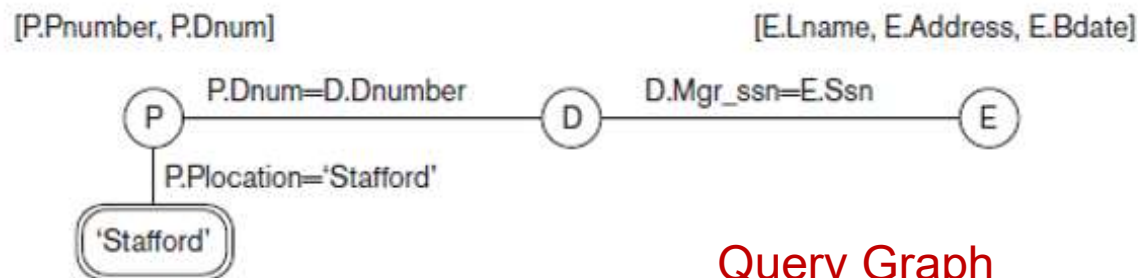 [P.Pnumber, P.Dnum]
[E.Lname, E.Address, E.Bdate]
P.Dnum=D.Dnumber
D.Mgr_ssn=E.Ssn
P
D
E
P.Plocation=‘Stafford’
‘Stafford’
Query Graph